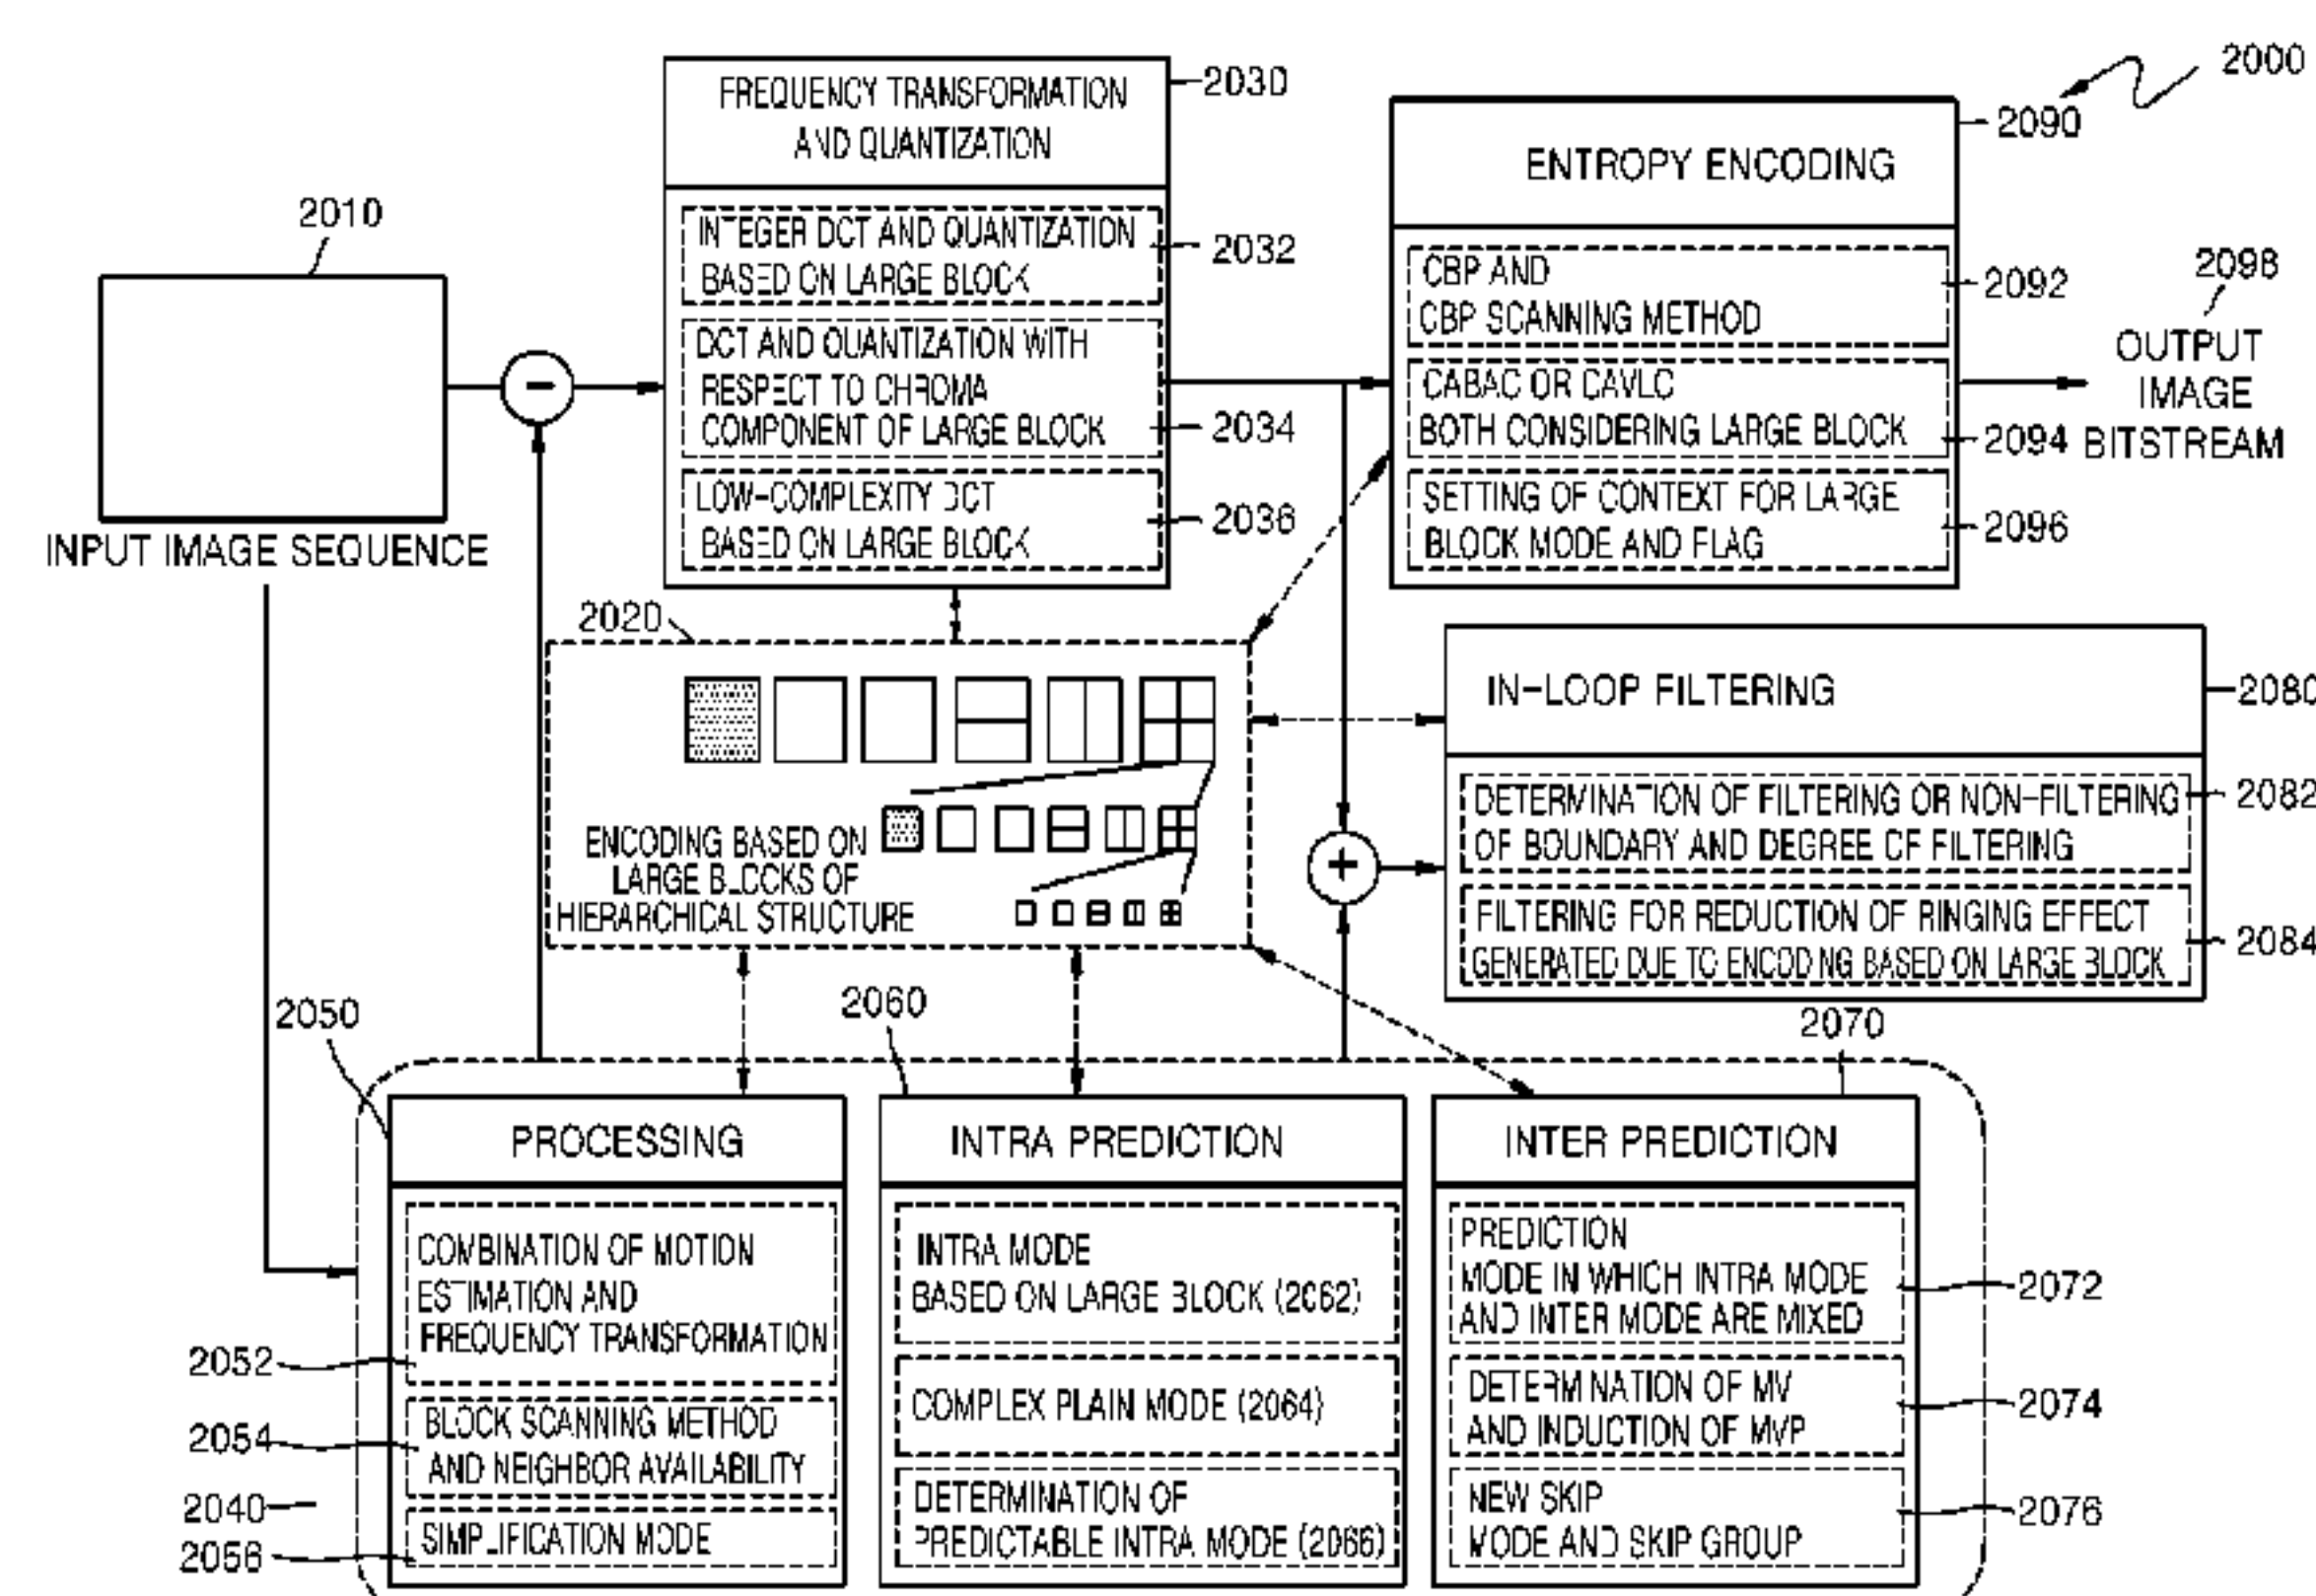 2000
2010
INPUT IMAGE SEQUENCE
2030
FREQUENCY TRANSFORMATION
AND QUANTIZATION
INTEGER DCT AND QUANTIZATION
BASED ON LARGE BLOCK
2032
DCT AND QUANTIZATION WITH
RESPECT TO CHROMA
COMPONENT OF LARGE BLOCK
2034
LOW-COMPLEXITY DCT
BASED ON LARGE BLOCK
2036
2090
ENTROPY ENCODING
CBP AND
CBP SCANNING METHOD
2092
CABAC OR CAVLC
BOTH CONSIDERING LARGE BLOCK
2094
SETTING OF CONTEXT FOR LARGE
BLOCK MODE AND FLAG
2096
2098
OUTPUT
IMAGE
BITSTREAM
2020
ENCODING BASED ON
LARGE BLOCKS OF
HIERARCHICAL STRUCTURE
IN-LOOP FILTERING
2080
DETERMINATION OF FILTERING OR NON-FILTERING
OF BOUNDARY AND DEGREE OF FILTERING
2082
FILTERING FOR REDUCTION OF RINGING EFFECT
GENERATED DUE TO ENCODING BASED ON LARGE BLOCK
2084
2050
PROCESSING
COMBINATION OF MOTION
ESTIMATION AND
FREQUENCY TRANSFORMATION
2052
BLOCK SCANNING METHOD
AND NEIGHBOR AVAILABILITY
2054
2040
SIMPLIFICATION MODE
2056
2060
INTRA PREDICTION
INTRA MODE
BASED ON LARGE BLOCK (2062)
COMPLEX PLAIN MODE (2064)
DETERMINATION OF
PREDICTABLE INTRA MODE (2066)
2070
INTER PREDICTION
PREDICTION
MODE IN WHICH INTRA MODE
AND INTER MODE ARE MIXED
2072
DETERMINATION OF MV
AND INDUCTION OF MVP
2074
NEW SKIP
MODE AND SKIP GROUP
2076